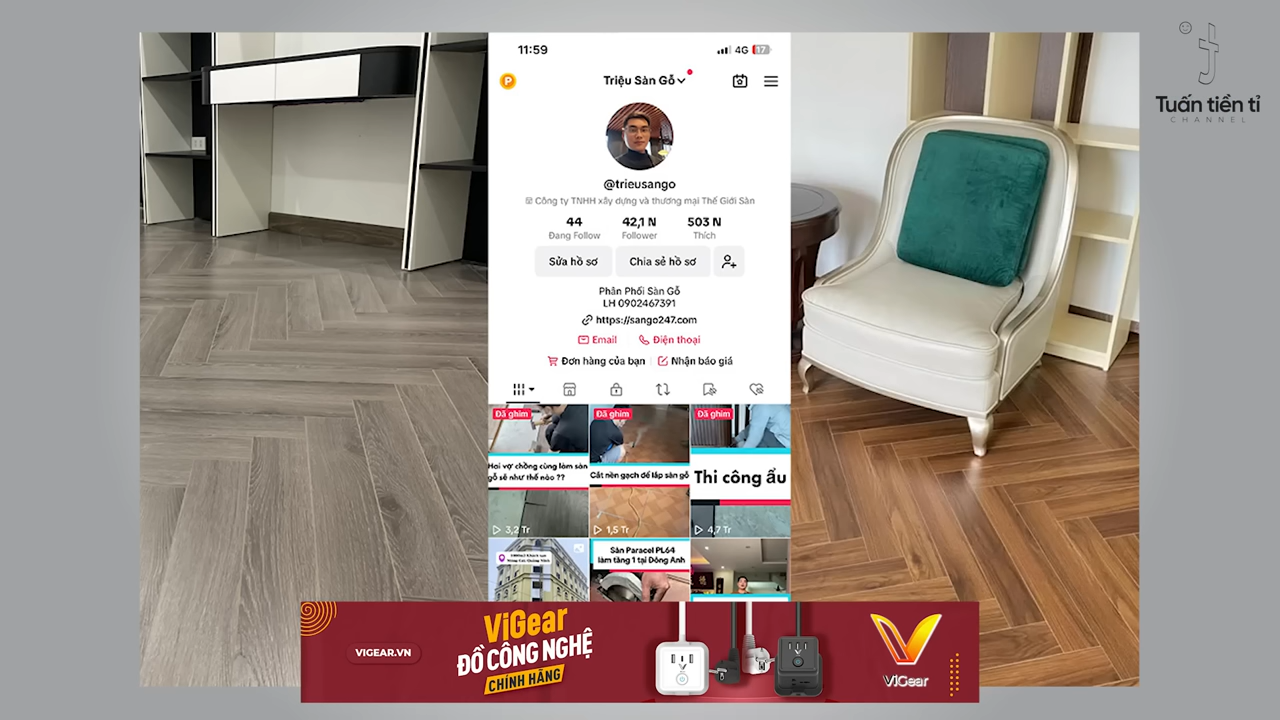 Tuấn tiền tỉ
CHANNEL
11:59
4G
17
P
Triệu Sàn Gỗ
@trieusango
Công ty TNHH xây dựng và thương mại Thế Giới Sàn
44
Đang Follow
42,1 N
Follower
503 N
Thích
Sửa hồ sơ
Chia sẻ hồ sơ
Phân Phối Sàn Gỗ
LH 0902467391
https://sango247.com
Email
Điện thoại
Đơn hàng của bạn
Nhận báo giá
Đã ghim
Đã ghim
Đã ghim
Hai vợ chồng cùng làm sàn
gỗ sẽ như thế nào ??
Cắt nền gạch để lắp sàn gỗ
Thi công ẩu
3,2 Tr
1,5 Tr
4,7 Tr
Sàn Paracel PL64
làm tầng 1 tại Đông Anh
VIGEAR.VN
ViGear
ĐỒ CÔNG NGHỆ
CHÍNH HÃNG
ViGear